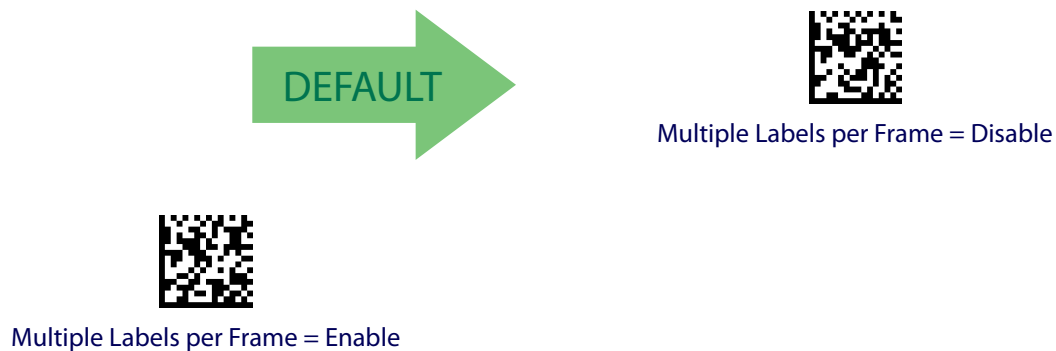 DEFAULT
Multiple Labels per Frame = Disable
Multiple Labels per Frame = Enable